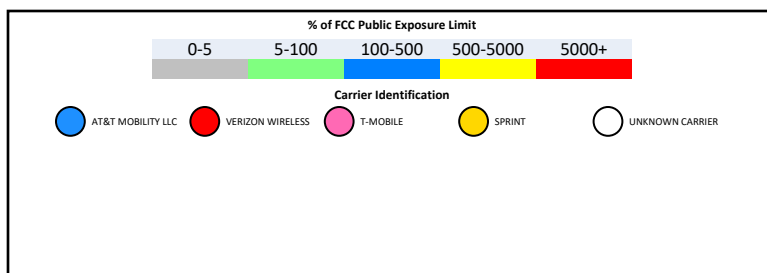 % of FCC Public Exposure Limit
0-5 5-100 100-500 500-5000 5000+
Carrier Identification
AT&T MOBILITY LLC VERIZON WIRELESS T-MOBILE SPRINT UNKNOWN CARRIER